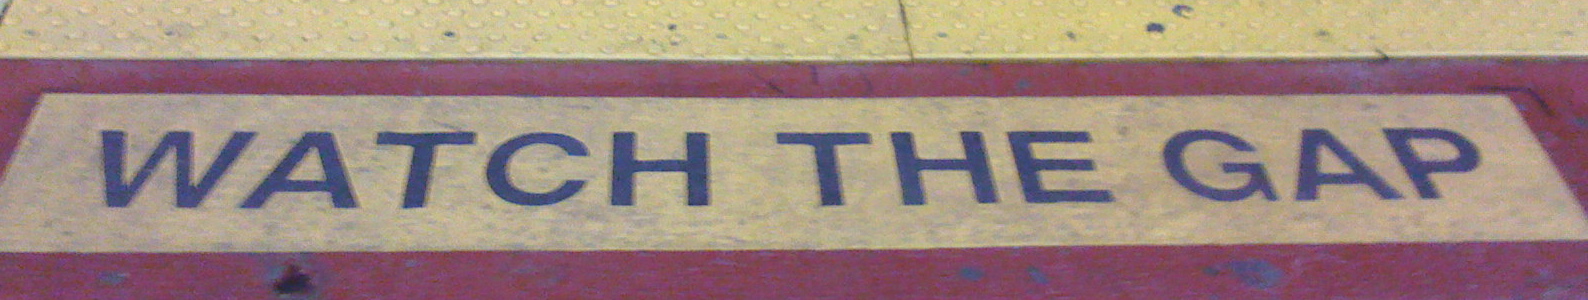 WATCH THE GAP